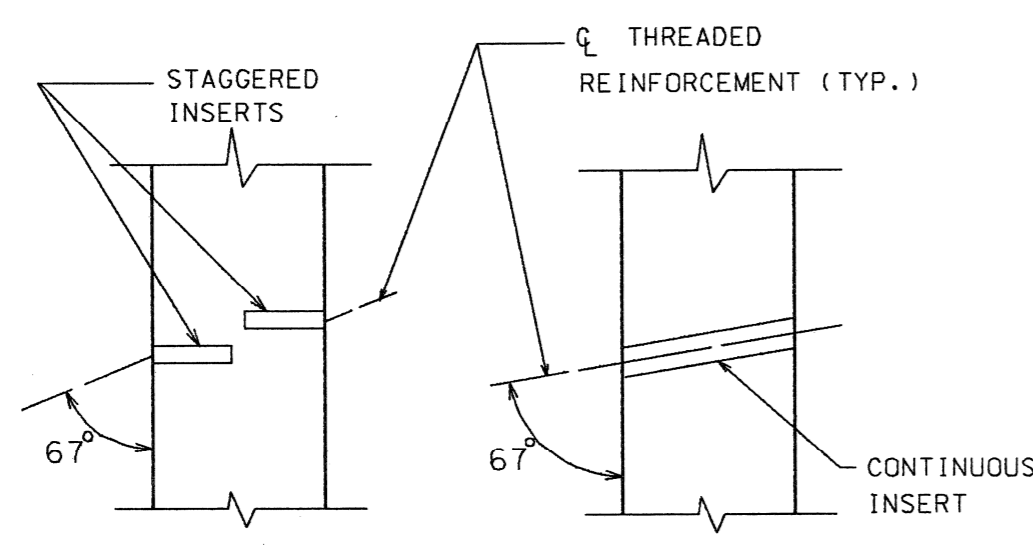 ℄ THREADED
REINFORCEMENT (TYP.)
STAGGERED
INSERTS
67°
67°
CONTINUOUS
INSERT